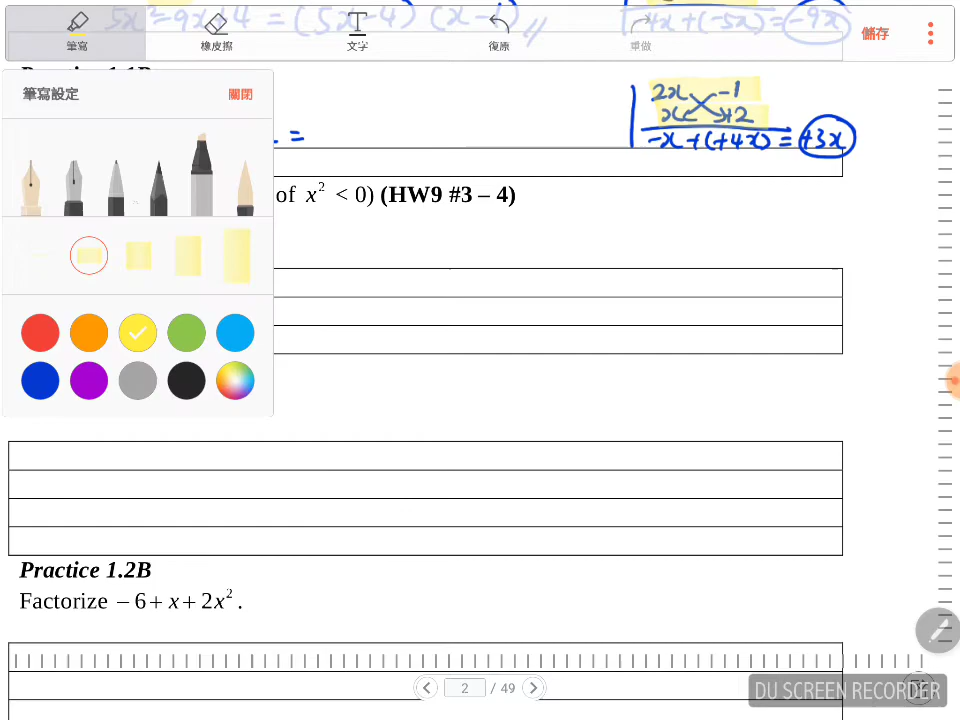 5x² - 9x + 4 = (5x-4) (x-1)
-4x + (-5x) = -9x
筆寫
橡皮擦
文字
復原
重做
儲存
筆寫設定
關閉
2x -1
x +2
-x + (+4x) = +3x
=
of x² < 0) (HW9 #3 – 4)
Practice 1.2B
Factorize – 6 + x + 2x² .
2 / 49
DU SCREEN RECORDER